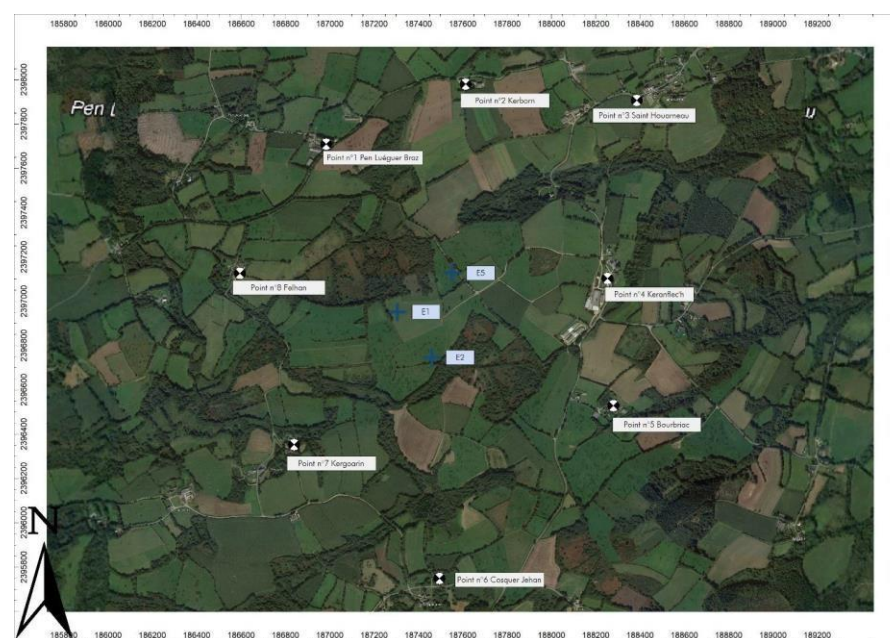 185800 186000 186200 186400 186600 186800 187000 187200 187400 187600 187800 188000 188200 188400 188600 188800 189000 189200
2398000
2397800
2397600
2397400
2397200
2397000
2396800
2396600
2396400
2396200
2396000
2395800
Pen l
Point n°2 Kerborn
Point n°3 Saint Houarneau
Point n°1 Pen Luéguer Braz
E5
Point n°8 Felhan
Point n°4 Keranflec'h
E1
E2
Point n°5 Bourbriac
Point n°7 Kergoarin
N
Point n°6 Cosquer Jehan
185800 186000 186200 186400 186600 186800 187000 187200 187400 187600 187800 188000 188200 188400 188600 188800 189000 189200